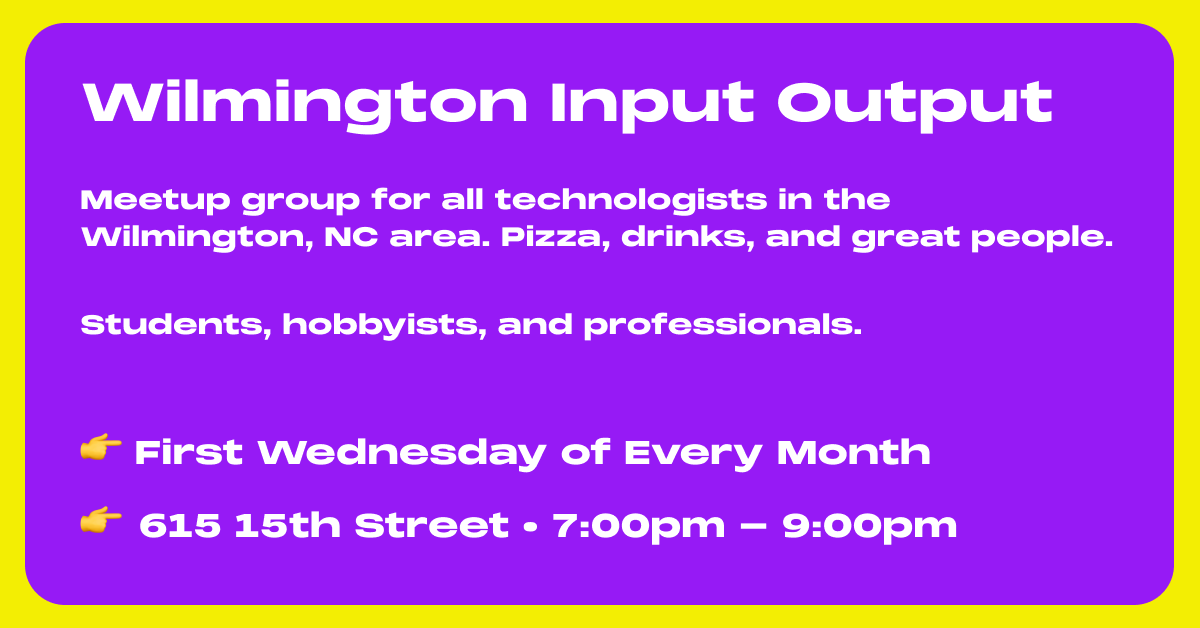 Wilmington Input Output
Meetup group for all technologists in the
Wilmington, NC area. Pizza, drinks, and great people.
Students, hobbyists, and professionals.
👉 First Wednesday of Every Month
👉 615 15th Street • 7:00pm – 9:00pm